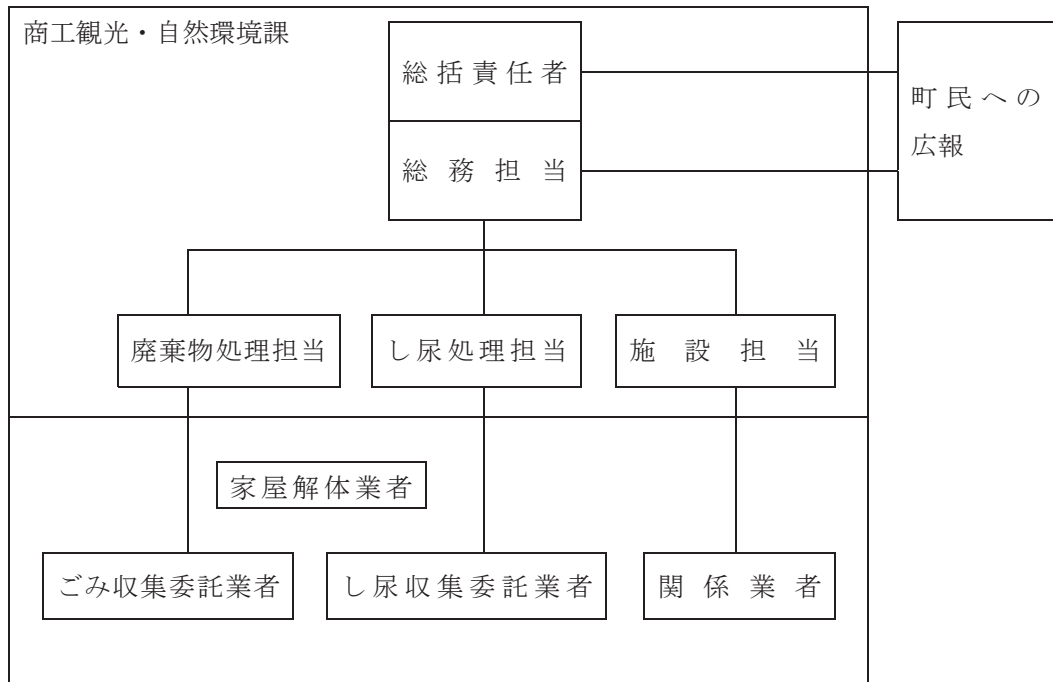 商工観光・自然環境課
総括責任者
総務担当
町民への
広報
廃棄物処理担当
し尿処理担当
施設担当
家屋解体業者
ごみ収集委託業者
し尿収集委託業者
関係業者